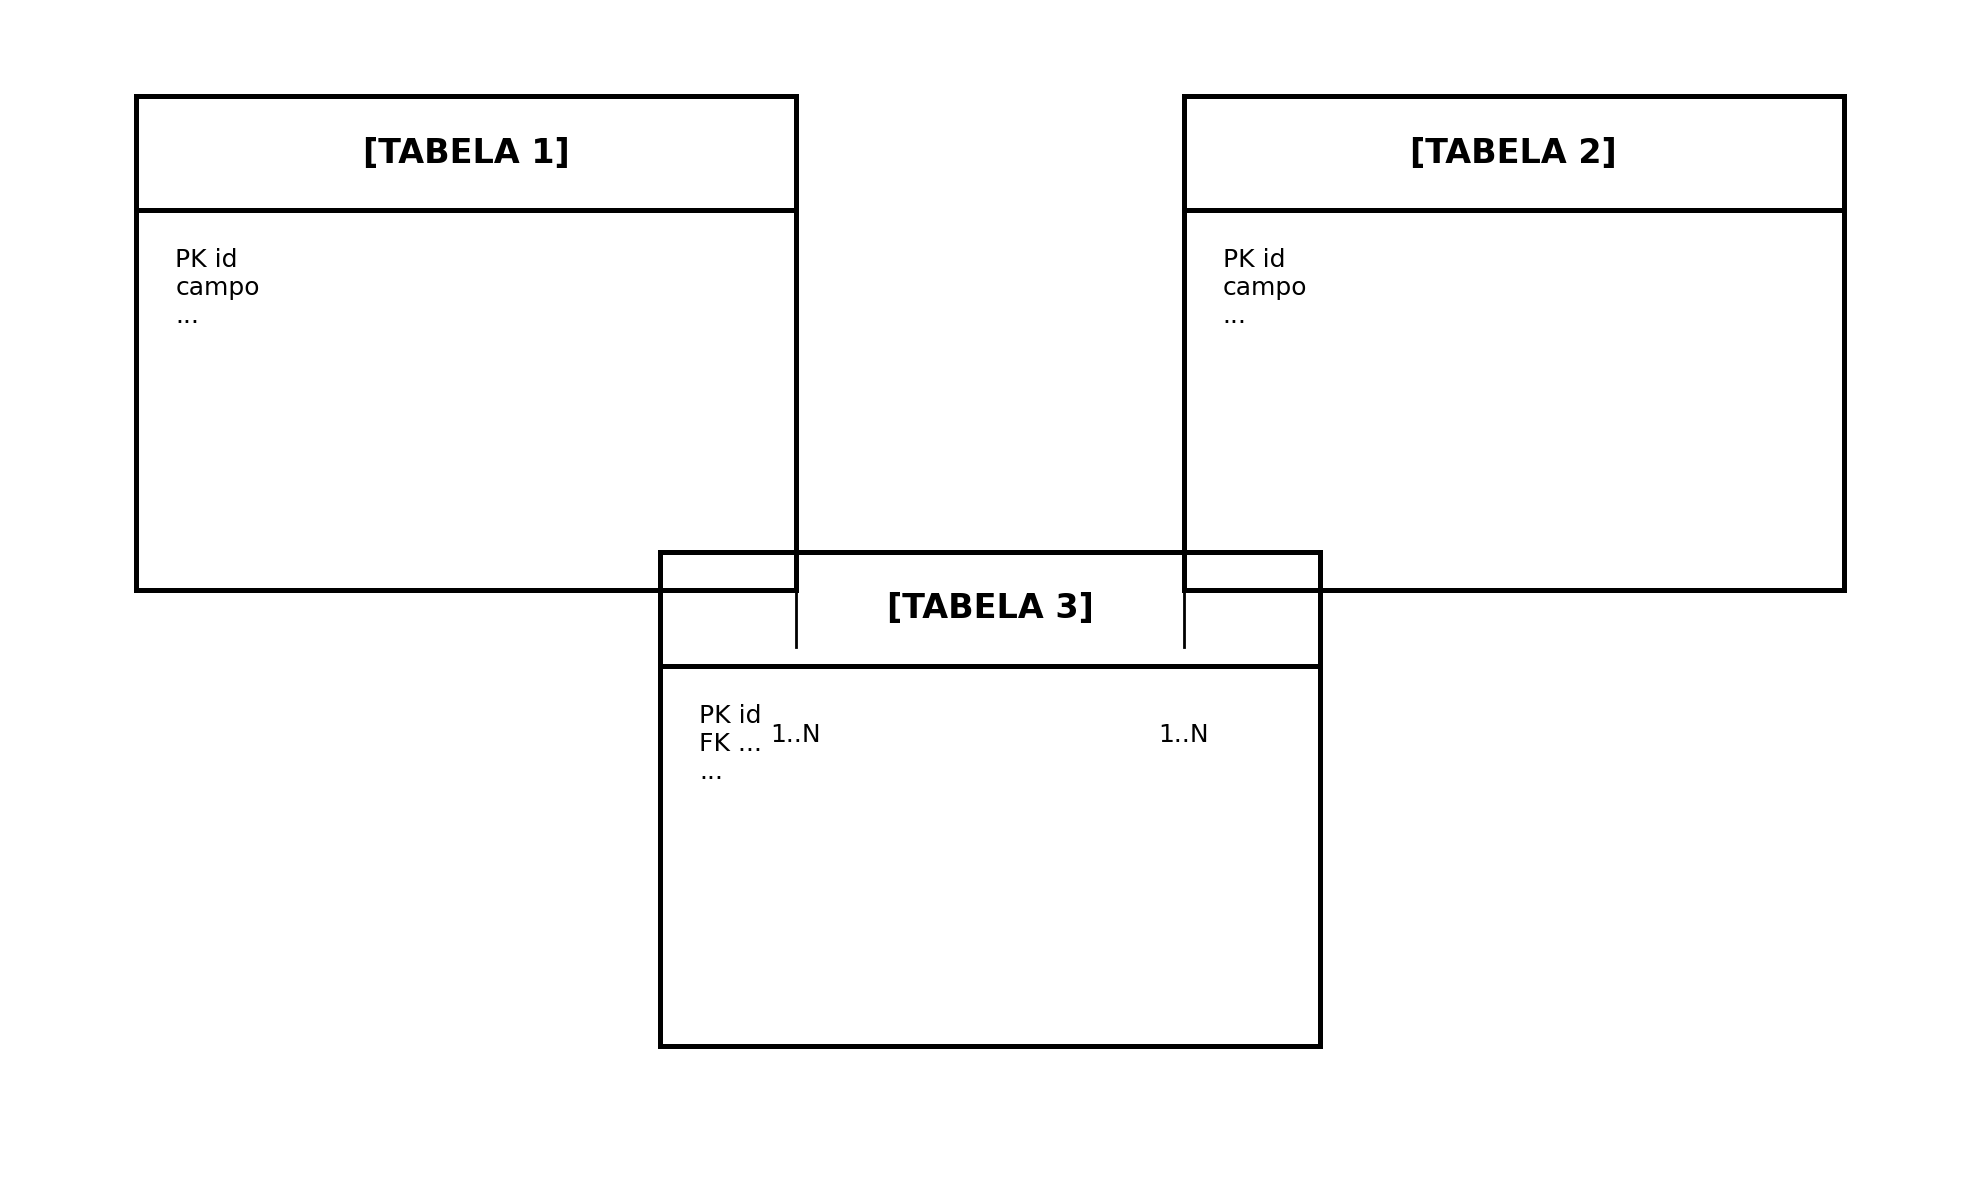 [TABELA 1]
PK id
campo
...
[TABELA 2]
PK id
campo
...
[TABELA 3]
PK id
FK ...
...
1..N
1..N